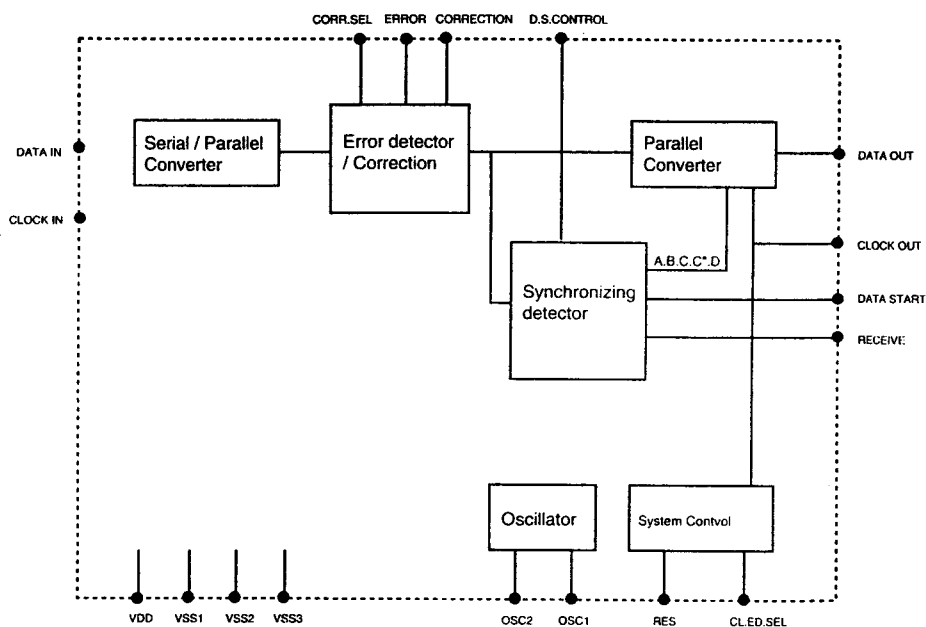 CORR.SEL ERROR CORRECTION D.S.CONTROL
DATA IN
Serial / Parallel
Converter
Error detector
/ Correction
Parallel
Converter
DATA OUT
CLOCK IN
CLOCK OUT
A.B.C.C*.D
Synchronizing
detector
DATA START
RECEIVE
Oscillator
System Contvol
VDD VSS1 VSS2 VSS3 OSC2 OSC1 RES CL.ED.SEL